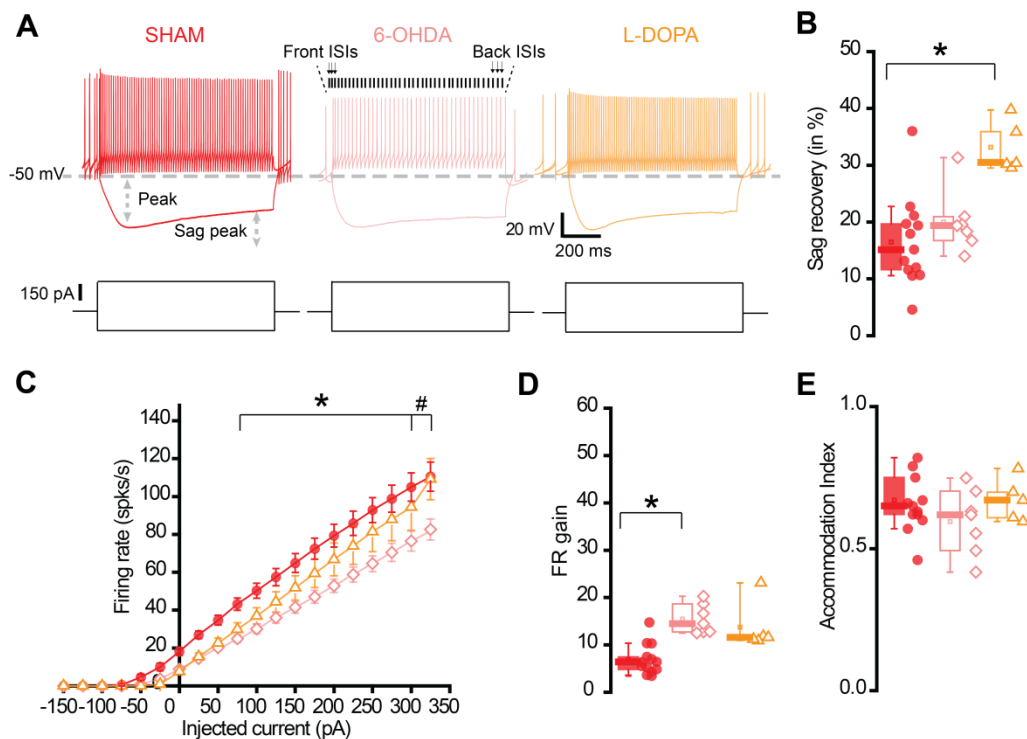 A
SHAM
6-OHDA
L-DOPA
Front ISIs
Back ISIs
-50 mV
Peak
Sag peak
20 mV
200 ms
150 pA
B
*
Sag recovery (in %)
50
40
30
20
10
0
C
*
#
Firing rate (spks/s)
140
120
100
80
60
40
20
0
-150 -100 -50 0 50 100 150 200 250 300 350
Injected current (pA)
D
*
FR gain
60
50
40
30
20
10
0
E
Accommodation Index
1.0
0.5
0.0